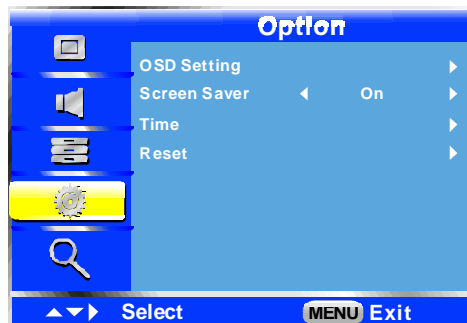 Option
OSD Setting
Screen Saver On
Time
Reset
Select MENU Exit